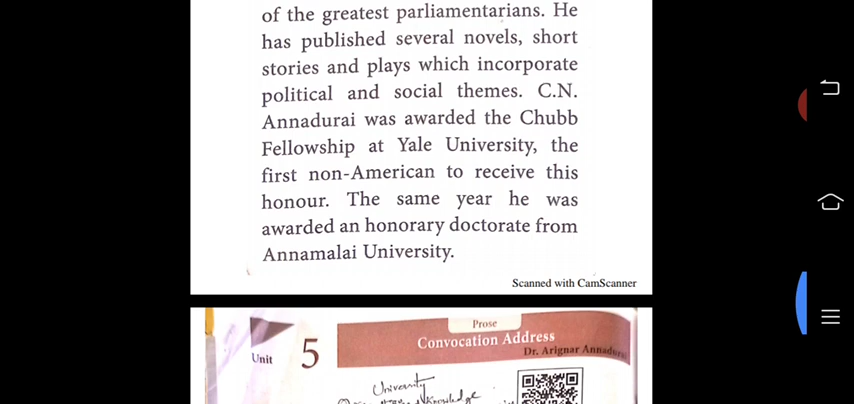 of the greatest parliamentarians. He
has published several novels, short
stories and plays which incorporate
political and social themes. C.N.
Annadurai was awarded the Chubb
Fellowship at Yale University, the
first non-American to receive this
honour. The same year he was
awarded an honorary doctorate from
Annamalai University.
Scanned with CamScanner
Prose
Unit 5
Convocation Address
Dr. Arignar Annadurai
University
Knowledge